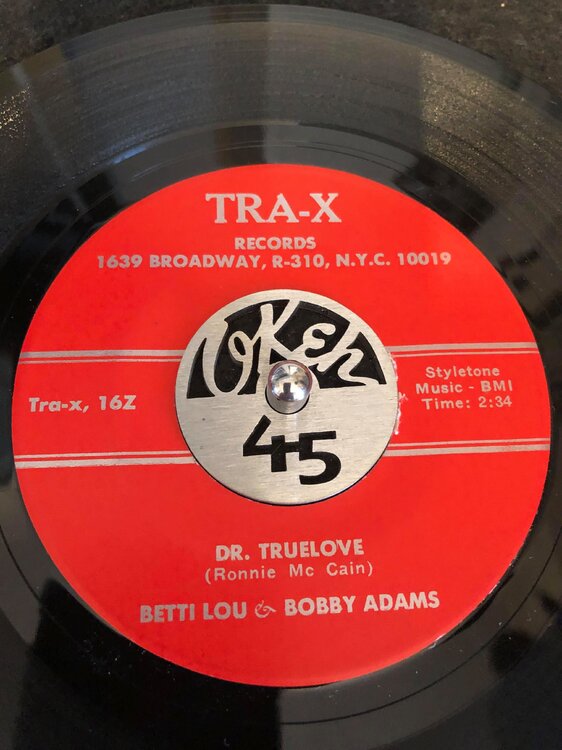 TRA-X
RECORDS
1639 BROADWAY, R-310, N.Y.C. 10019
OKeh
45
Tra-x, 16Z
Styletone
Music - BMI
Time: 2:34
DR. TRUELOVE
(Ronnie Mc Cain)
BETTI LOU & BOBBY ADAMS